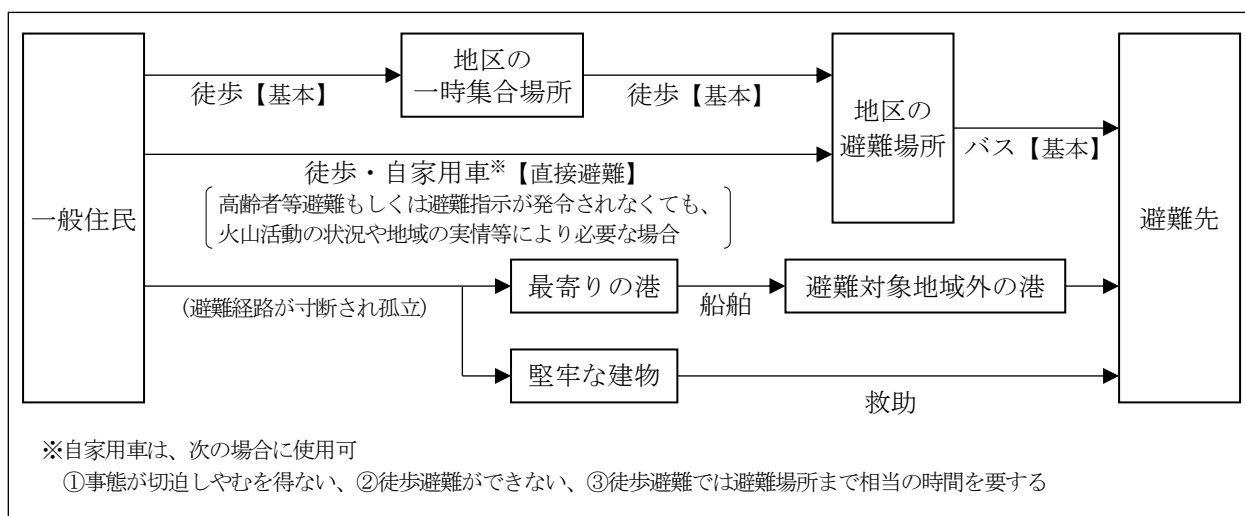 一般住民
徒歩【基本】
地区の
一時集合場所
徒歩【基本】
地区の
避難場所
バス【基本】
避難先
徒歩・自家用車※【直接避難】
高齢者等避難もしくは避難指示が発令されなくても、
火山活動の状況や地域の実情等により必要な場合
(避難経路が寸断され孤立)
最寄りの港
船舶
避難対象地域外の港
堅牢な建物
救助
※自家用車は、次の場合に使用可
①事態が切迫しやむを得ない、②徒歩避難ができない、③徒歩避難では避難場所まで相当の時間を要する